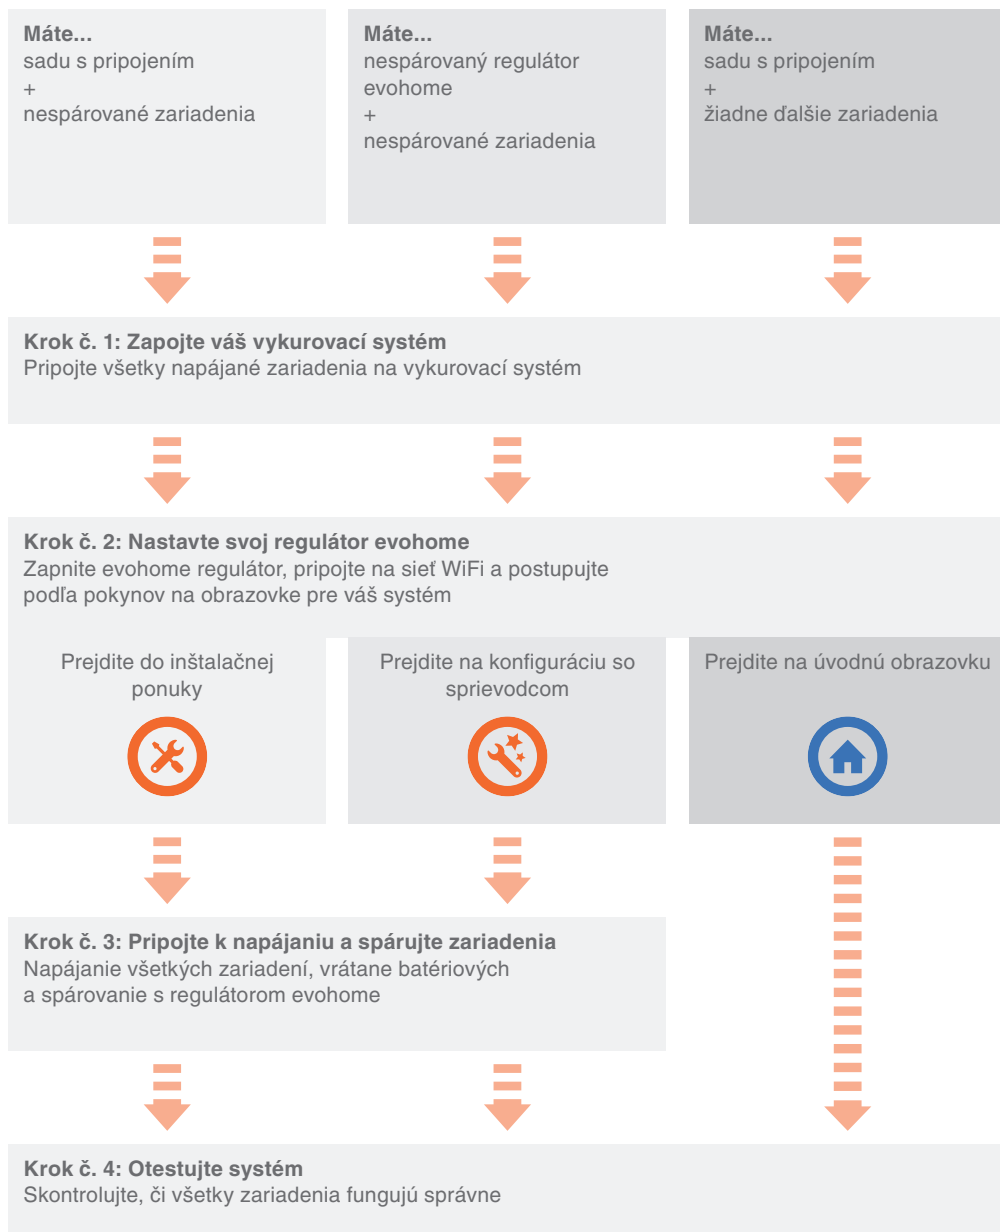 Máte...
sadu s pripojením
+
nespárované zariadenia
Máte...
nespárovaný regulátor
evohome
+
nespárované zariadenia
Máte...
sadu s pripojením
+
žiadne ďalšie zariadenia
Krok č. 1: Zapojte váš vykurovací systém
Pripojte všetky napájané zariadenia na vykurovací systém
Krok č. 2: Nastavte svoj regulátor evohome
Zapnite evohome regulátor, pripojte na sieť WiFi a postupujte
podľa pokynov na obrazovke pre váš systém
Prejdite do inštalačnej
ponuky
Prejdite na konfiguráciu so
sprievodcom
Prejdite na úvodnú obrazovku
Krok č. 3: Pripojte k napájaniu a spárujte zariadenia
Napájanie všetkých zariadení, vrátane batériových
a spárovanie s regulátorom evohome
Krok č. 4: Otestujte systém
Skontrolujte, či všetky zariadenia fungujú správne